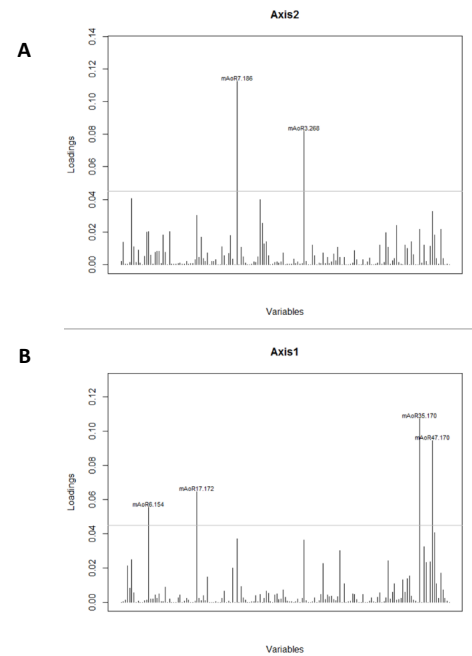 Axis2
A
0.14
0.12
mAoR7.186
0.10
mAoR3.268
0.08
Loadings
0.06
0.04
0.02
0.00
Variables
B
Axis1
0.12
mAoR35.170
0.10
mAoR47.178
0.08
Loadings
mAoR17.172
0.06
mAoR6.154
0.04
0.02
0.00
Variables